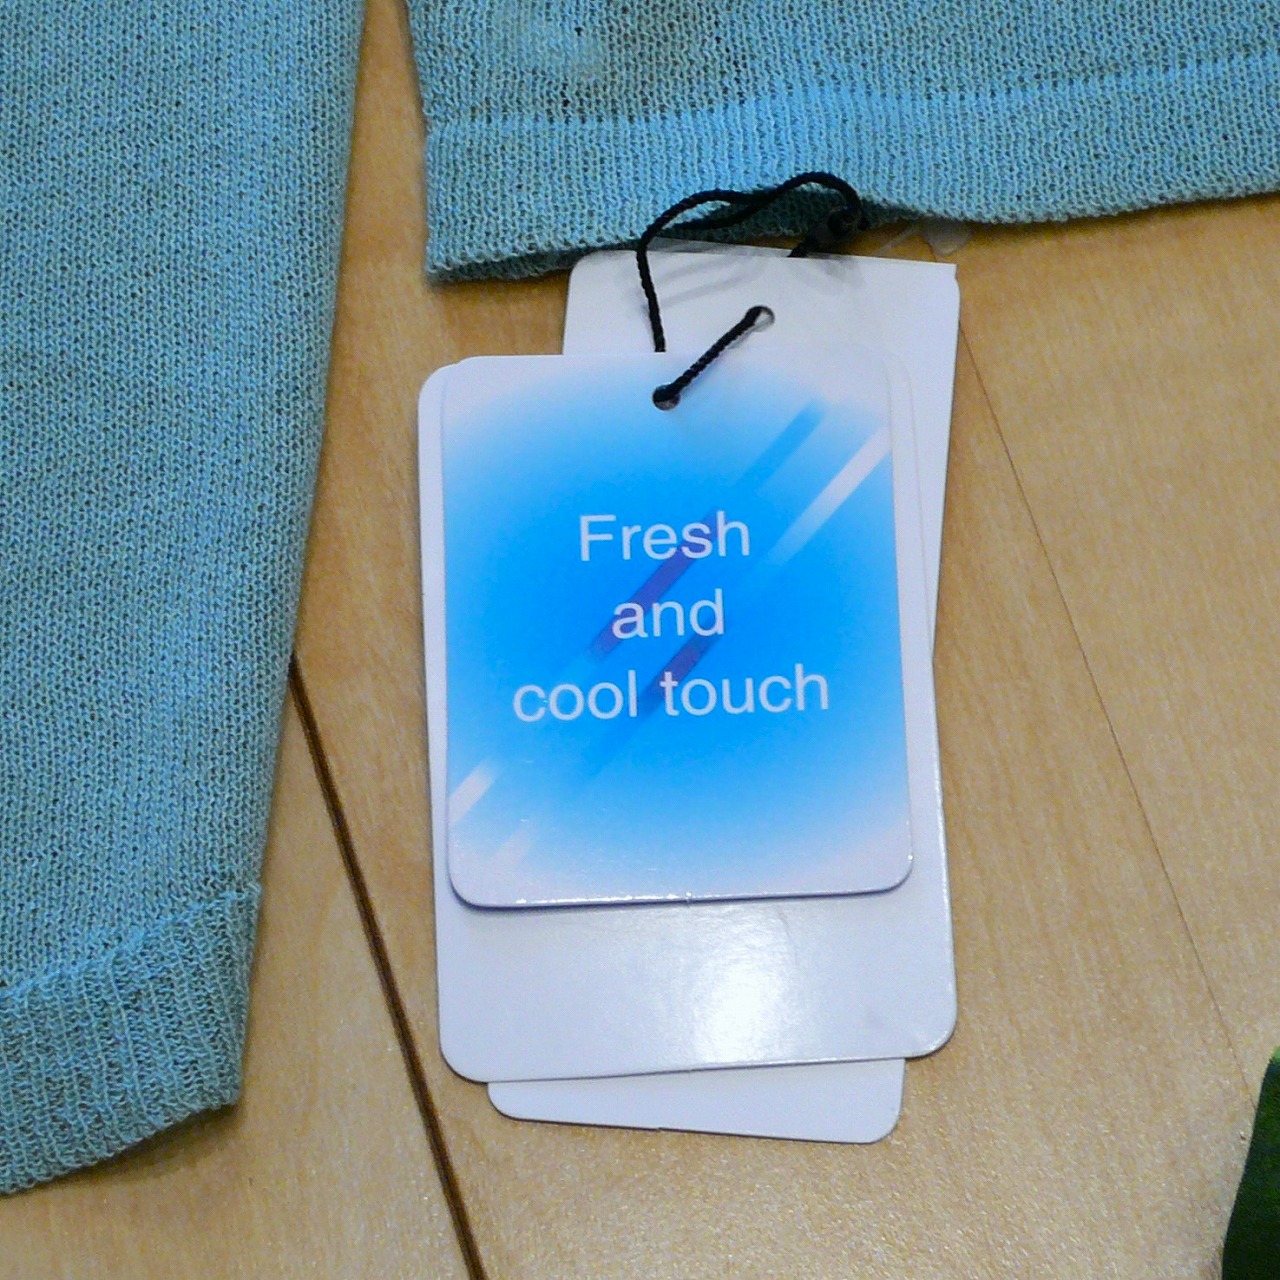 Fresh
and
cool touch